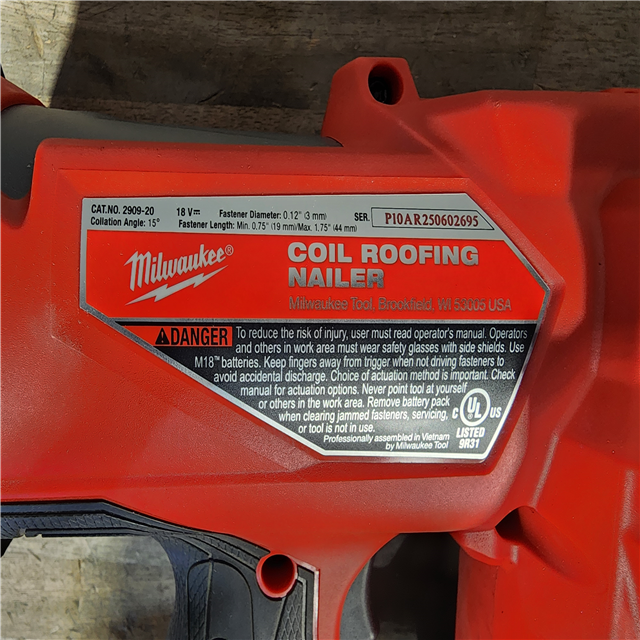 CAT.NO. 2909-20 18 V⎓ Fastener Diameter: 0.12" (3 mm) SER. P10AR250602695
Collation Angle: 15° Fastener Length: Min. 0.75" (19 mm)/Max. 1.75" (44 mm)
Milwaukee®
COIL ROOFING
NAILER
Milwaukee Tool, Brookfield, WI 53005 USA
DANGER To reduce the risk of injury, user must read operator's manual. Operators
and others in work area must wear safety glasses with side shields. Use
M18™ batteries. Keep fingers away from trigger when not driving fasteners to
avoid accidental discharge. Choice of actuation method is important. Check
manual for actuation options. Never point tool at yourself
or others in the work area. Remove battery pack
when clearing jammed fasteners, servicing,
or tool is not in use.
Professionally assembled in Vietnam
by Milwaukee Tool
C UL US
LISTED
9R31